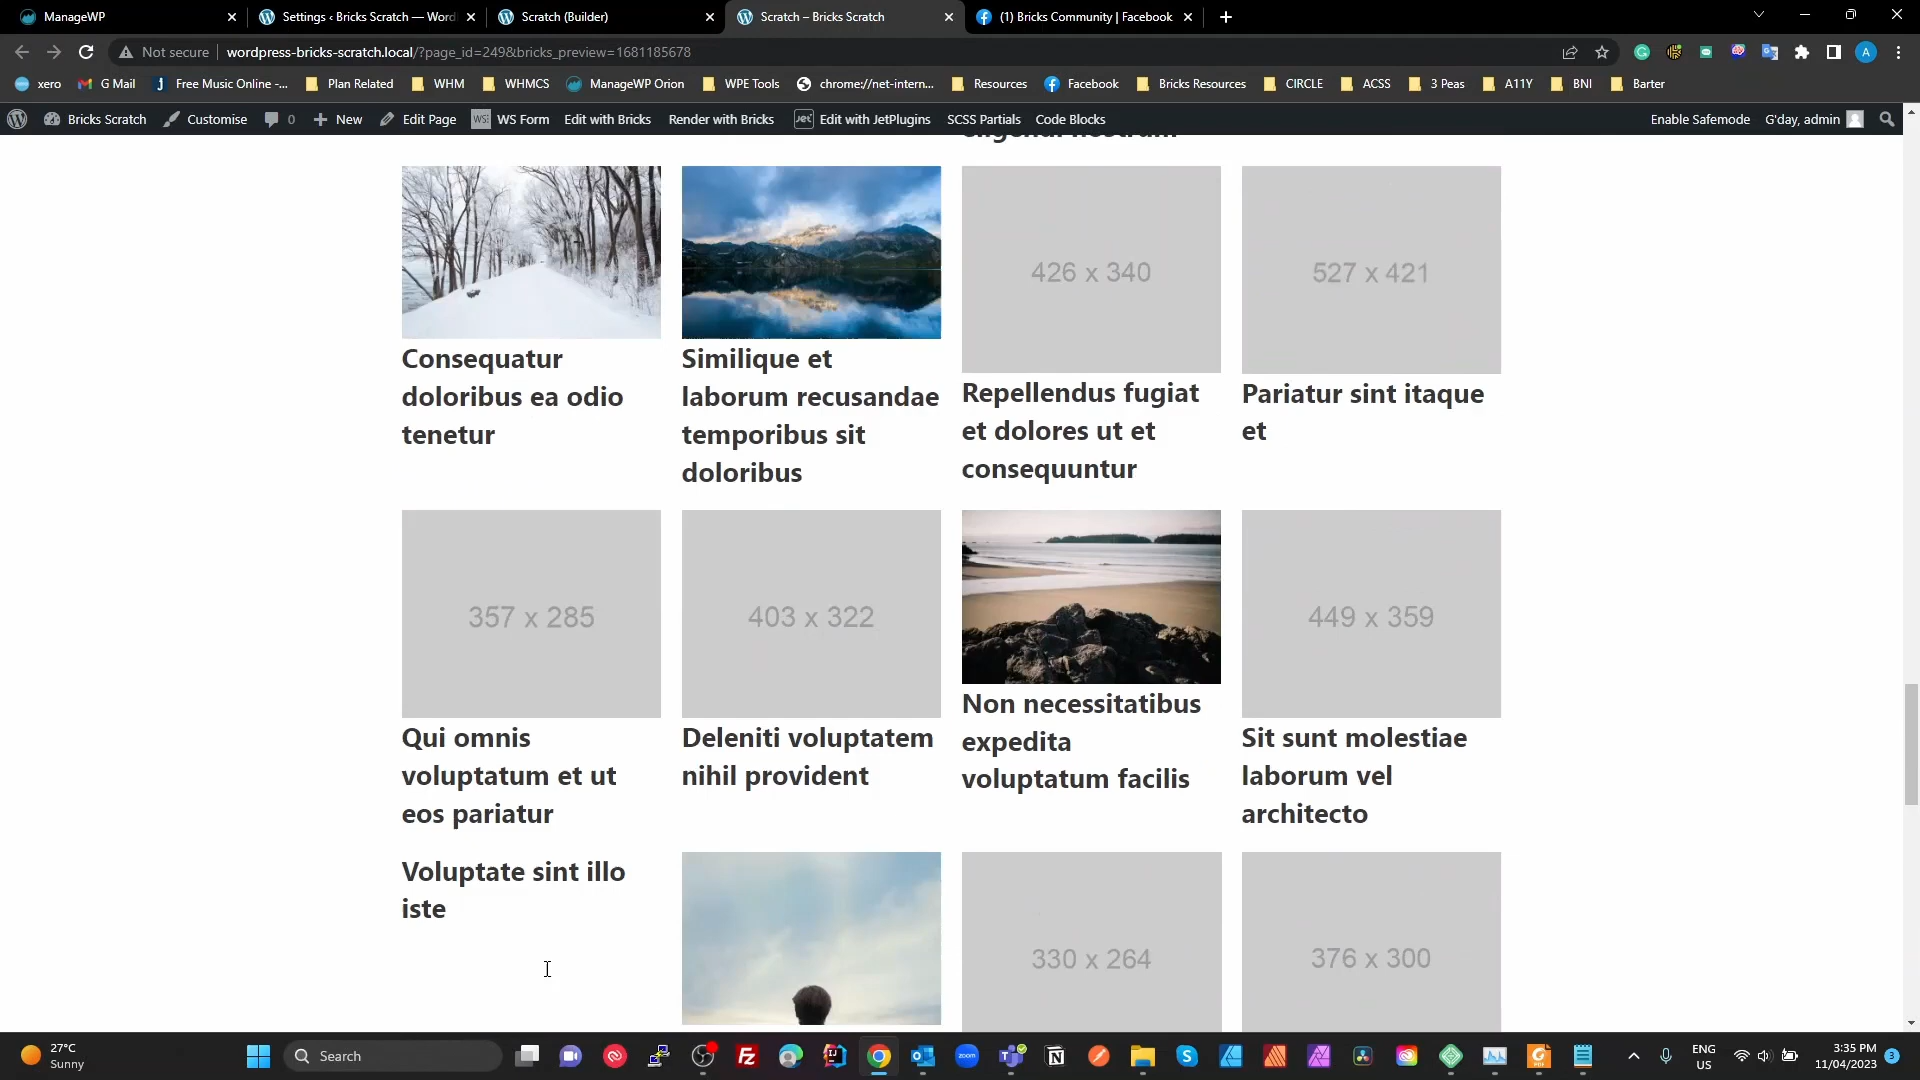 ManageWP
Settings ‹ Bricks Scratch — Word
Scratch (Builder)
Scratch – Bricks Scratch
(1) Bricks Community | Facebook
Not secure
wordpress-bricks-scratch.local/?page_id=249&bricks_preview=1681185678
A
xero
G Mail
Free Music Online -...
Plan Related
WHM
WHMCS
ManageWP Orion
WPE Tools
chrome://net-intern...
Resources
Facebook
Bricks Resources
CIRCLE
ACSS
3 Peas
A11Y
BNI
Barter
Bricks Scratch
Customise
0
New
Edit Page
WS Form
Edit with Bricks
Render with Bricks
Jet
Edit with JetPlugins
SCSS Partials
Code Blocks
Enable Safemode
G'day, admin
eligendi nostrum
426 x 340
527 x 421
Consequatur
doloribus ea odio
tenetur
Similique et
laborum recusandae
temporibus sit
doloribus
Repellendus fugiat
et dolores ut et
consequuntur
Pariatur sint itaque
et
357 x 285
403 x 322
449 x 359
Qui omnis
voluptatum et ut
eos pariatur
Deleniti voluptatem
nihil provident
Non necessitatibus
expedita
voluptatum facilis
Sit sunt molestiae
laborum vel
architecto
Voluptate sint illo
iste
330 x 264
376 x 300
27°C
Sunny
Search
ENG
US
3:35 PM
11/04/2023
3